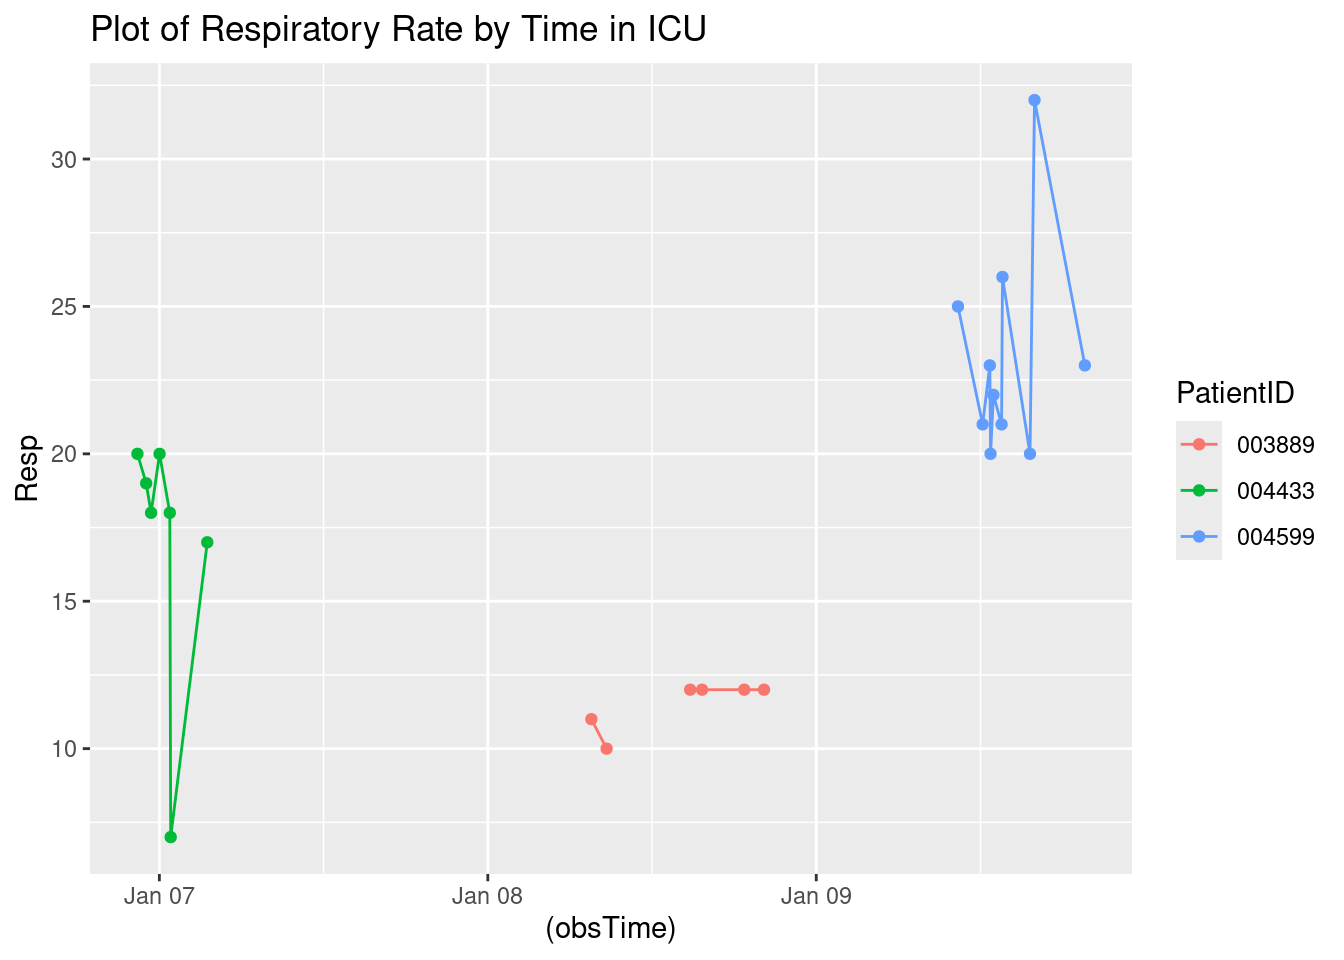 Plot of Respiratory Rate by Time in ICU
Resp
30
25
20
15
10
Jan 07 Jan 08 Jan 09
(obsTime)
PatientID
003889
004433
004599